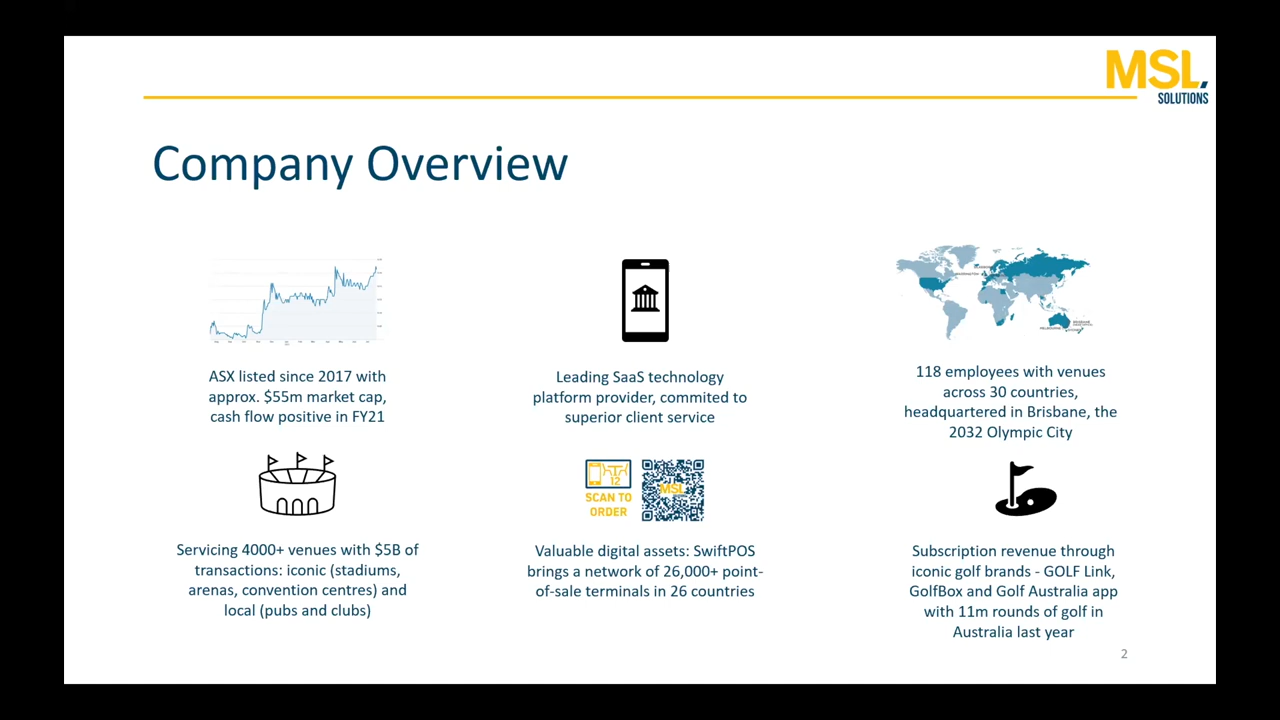 MSL
SOLUTIONS
Company Overview
ASX listed since 2017 with
approx. $55m market cap,
cash flow positive in FY21
Leading SaaS technology
platform provider, commited to
superior client service
118 employees with venues
across 30 countries,
headquartered in Brisbane, the
2032 Olympic City
12
SCAN TO
ORDER
MSL
Servicing 4000+ venues with $5B of
transactions: iconic (stadiums,
arenas, convention centres) and
local (pubs and clubs)
Valuable digital assets: SwiftPOS
brings a network of 26,000+ point-
of-sale terminals in 26 countries
Subscription revenue through
iconic golf brands - GOLF Link,
GolfBox and Golf Australia app
with 11m rounds of golf in
Australia last year
2